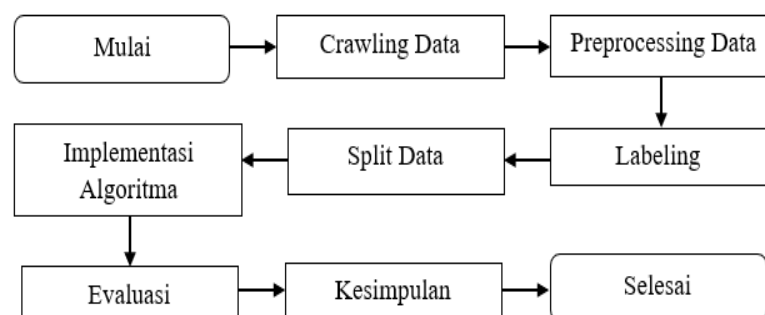 Mulai
Crawling Data
Preprocessing Data
Labeling
Split Data
Implementasi
Algoritma
Evaluasi
Kesimpulan
Selesai